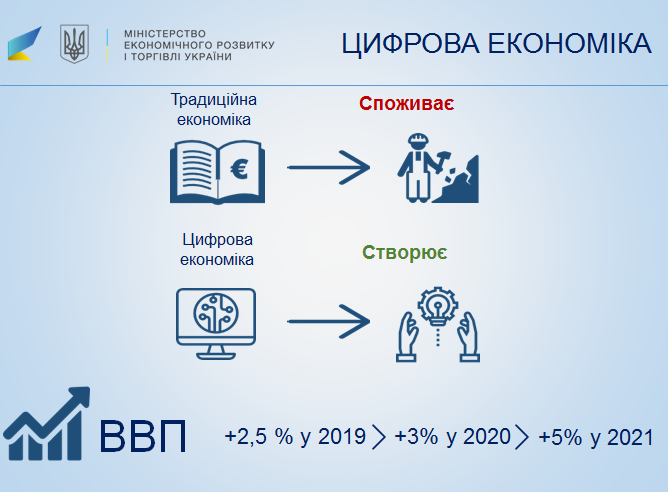 МІНІСТЕРСТВО
ЕКОНОМІЧНОГО РОЗВИТКУ
І ТОРГІВЛІ УКРАЇНИ
ЦИФРОВА ЕКОНОМІКА
Традиційна
економіка
Споживає
€
Цифрова
економіка
Створює
ВВП
+2,5 % у 2019 > +3% у 2020 > +5% у 2021